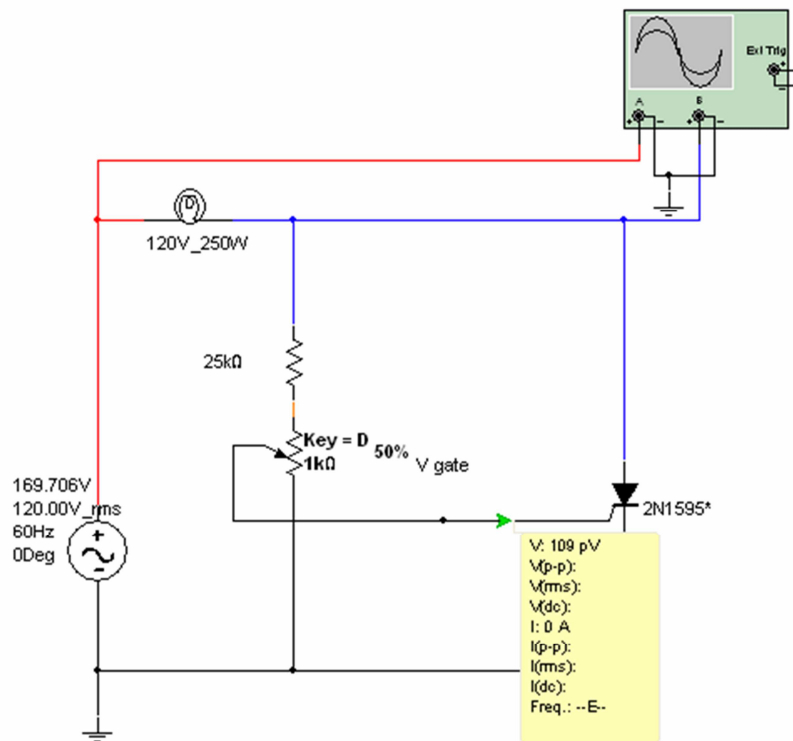 Ext Trig
+
-
A
B
+
-
+
-
120V_250W
25kΩ
Key = D
50%
1kΩ
V gate
169.706V
120.00V_rms
60Hz
0Deg
+
-
2N1595*
V: 109 pV
V(p-p):
V(rms):
V(dc):
I: 0 A
I(p-p):
I(rms):
I(dc):
Freq.: --E--